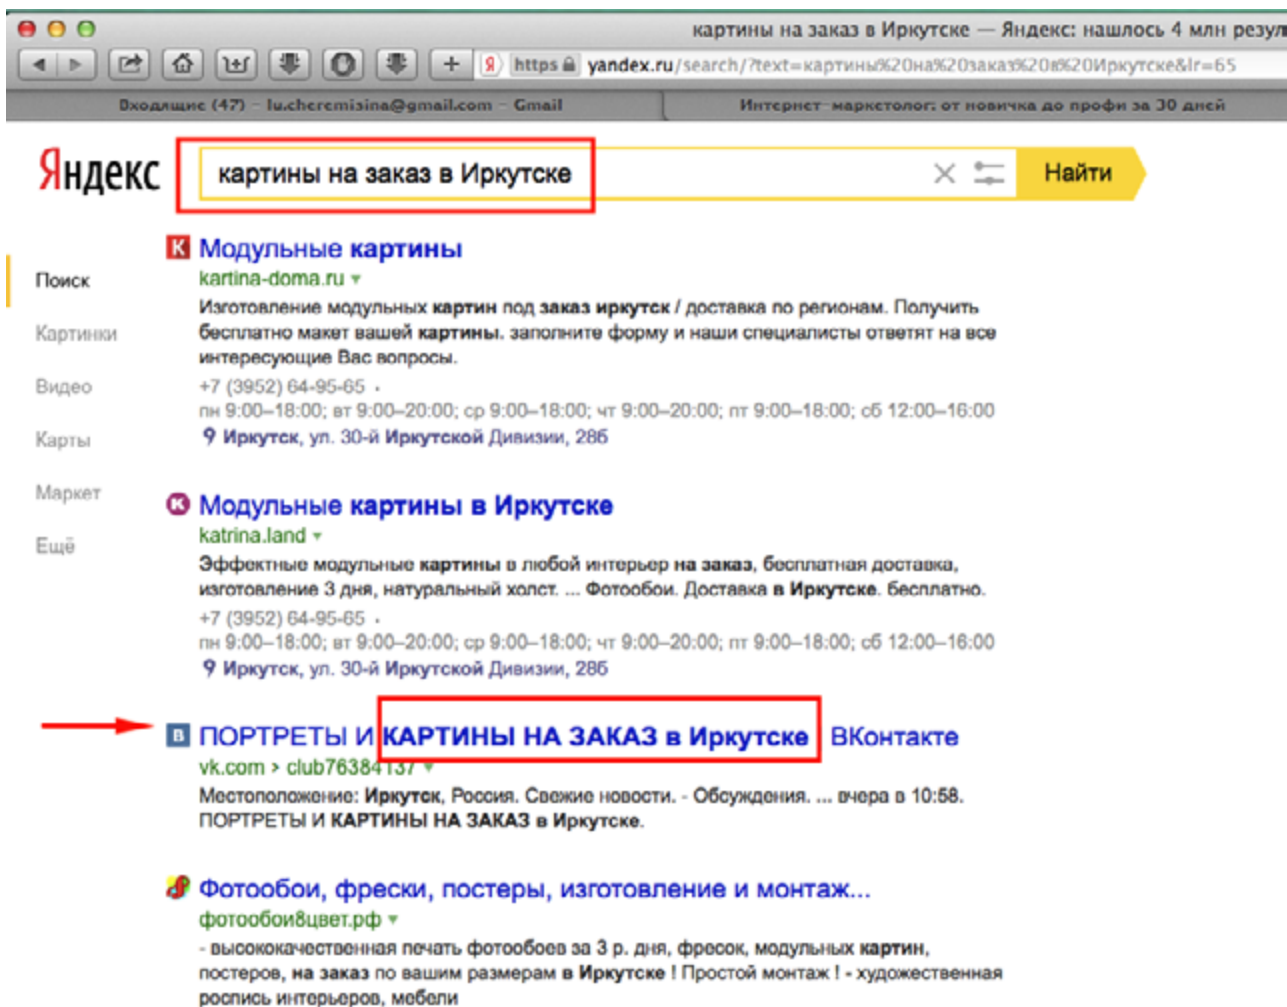 картины на заказ в Иркутске — Яндекс: нашлось 4 млн резул
Я https yandex.ru/search/?text=картины%20на%20заказ%20в%20Иркутске&lr=65
Входящие (47) – lu.cheremisina@gmail.com – Gmail
Интернет-маркетолог: от новичка до профи за 30 дней
Яндекс
картины на заказ в Иркутске
Найти
Поиск
Картинки
Видео
Карты
Маркет
Ещё
К Модульные картины
kartina-doma.ru
Изготовление модульных картин под заказ иркутск / доставка по регионам. Получить
бесплатно макет вашей картины. заполните форму и наши специалисты ответят на все
интересующие Вас вопросы.
+7 (3952) 64-95-65 ·
пн 9:00–18:00; вт 9:00–20:00; ср 9:00–18:00; чт 9:00–20:00; пт 9:00–18:00; сб 12:00–16:00
Иркутск, ул. 30-й Иркутской Дивизии, 28б
К Модульные картины в Иркутске
katrina.land
Эффектные модульные картины в любой интерьер на заказ, бесплатная доставка,
изготовление 3 дня, натуральный холст. ... Фотообои. Доставка в Иркутске. бесплатно.
+7 (3952) 64-95-65 ·
пн 9:00–18:00; вт 9:00–20:00; ср 9:00–18:00; чт 9:00–20:00; пт 9:00–18:00; сб 12:00–16:00
Иркутск, ул. 30-й Иркутской Дивизии, 28б
В ПОРТРЕТЫ И КАРТИНЫ НА ЗАКАЗ в Иркутске ВКонтакте
vk.com > club76384137
Местоположение: Иркутск, Россия. Свежие новости. - Обсуждения. ... вчера в 10:58.
ПОРТРЕТЫ И КАРТИНЫ НА ЗАКАЗ в Иркутске.
Фотообои, фрески, постеры, изготовление и монтаж...
фотообои8цвет.рф
- высококачественная печать фотообоев за 3 р. дня, фресок, модульных картин,
постеров, на заказ по вашим размерам в Иркутске ! Простой монтаж ! - художественная
роспись интерьеров, мебели